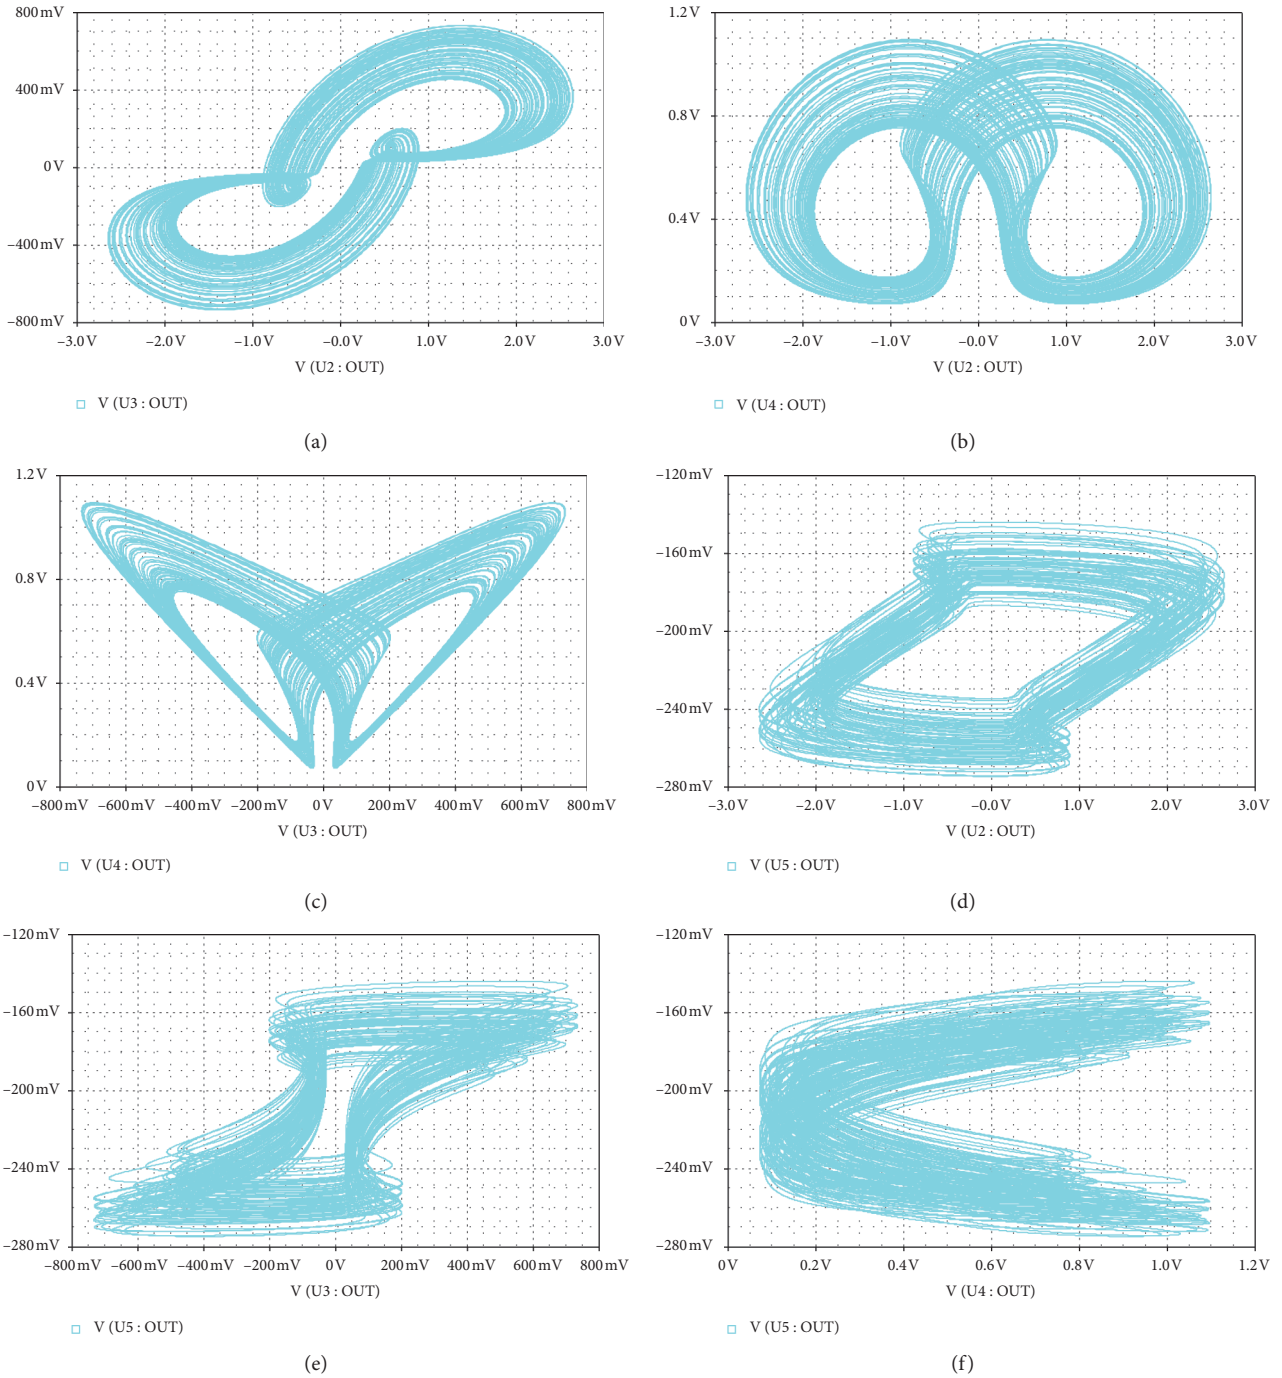 800 mV
400 mV
0 V
–400 mV
–800 mV
–3.0 V –2.0 V –1.0 V –0.0 V 1.0 V 2.0 V 3.0 V
V (U2 : OUT)
V (U3 : OUT)
(a)
1.2 V
0.8 V
0.4 V
0 V
–3.0 V –2.0 V –1.0 V –0.0 V 1.0 V 2.0 V 3.0 V
V (U2 : OUT)
V (U4 : OUT)
(b)
1.2 V
0.8 V
0.4 V
0 V
–800 mV –600 mV –400 mV –200 mV 0 V 200 mV 400 mV 600 mV 800 mV
V (U3 : OUT)
V (U4 : OUT)
(c)
–120 mV
–160 mV
–200 mV
–240 mV
–280 mV
–3.0 V –2.0 V –1.0 V –0.0 V 1.0 V 2.0 V 3.0 V
V (U2 : OUT)
V (U5 : OUT)
(d)
–120 mV
–160 mV
–200 mV
–240 mV
–280 mV
–800 mV –600 mV –400 mV –200 mV 0 V 200 mV 400 mV 600 mV 800 mV
V (U3 : OUT)
V (U5 : OUT)
(e)
–120 mV
–160 mV
–200 mV
–240 mV
–280 mV
0 V 0.2 V 0.4 V 0.6 V 0.8 V 1.0 V 1.2 V
V (U4 : OUT)
V (U5 : OUT)
(f)